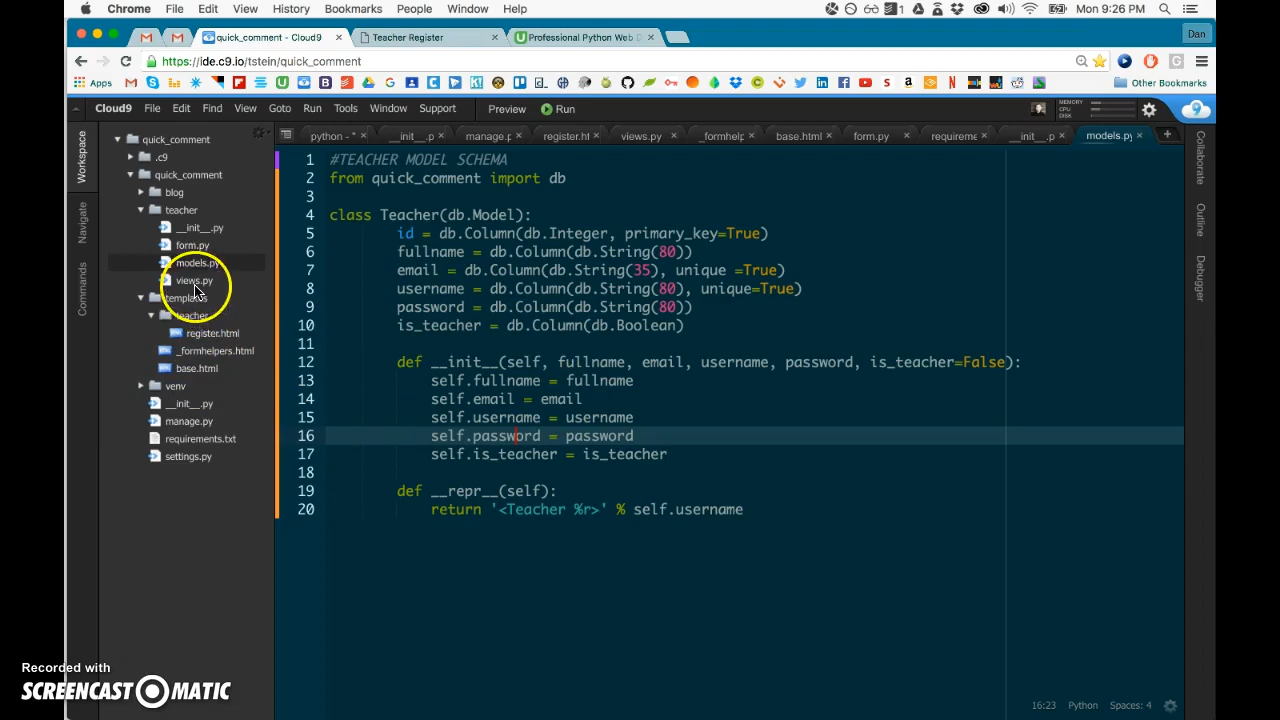 Chrome File Edit View History Bookmarks People Window Help 1 Mon 9:26 PM
quick_comment - Cloud9 × Teacher Register × Professional Python Web D × Dan
https://ide.c9.io/tstein/quick_comment
Apps Other Bookmarks
Cloud9 File Edit Find View Goto Run Tools Window Support Preview Run MEMORY CPU DISK
python - * × __init__.p × manage.p × register.ht × views.py × _formhelp × base.html × form.py × requireme × __init__.p × models.py ×
Workspace
Navigate
Commands
quick_comment
.c9
quick_comment
blog
teacher
__init__.py
form.py
models.py
views.py
templates
teacher
register.html
_formhelpers.html
base.html
venv
__init__.py
manage.py
requirements.txt
settings.py
1 #TEACHER MODEL SCHEMA
2 from quick_comment import db
3
4 class Teacher(db.Model):
5 id = db.Column(db.Integer, primary_key=True)
6 fullname = db.Column(db.String(80))
7 email = db.Column(db.String(35), unique =True)
8 username = db.Column(db.String(80), unique=True)
9 password = db.Column(db.String(80))
10 is_teacher = db.Column(db.Boolean)
11
12 def __init__(self, fullname, email, username, password, is_teacher=False):
13 self.fullname = fullname
14 self.email = email
15 self.username = username
16 self.password = password
17 self.is_teacher = is_teacher
18
19 def __repr__(self):
20 return '<Teacher %r>' % self.username
Collaborate
Outline
Debugger
16:23 Python Spaces: 4
Recorded with
SCREENCAST O MATIC